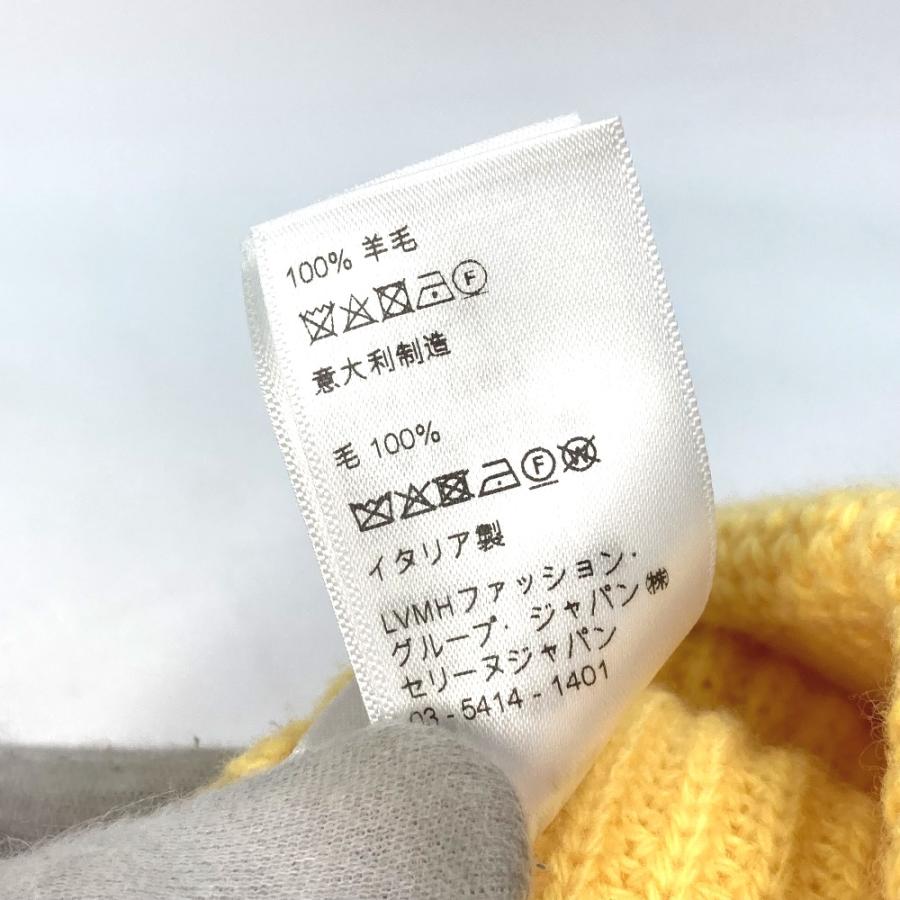 100% 羊毛
F
意大利制造
毛 100%
F W
イタリア製
LVMHファッション・
グループ・ジャパン㈱
セリーヌジャパン
03 - 5414 - 1401